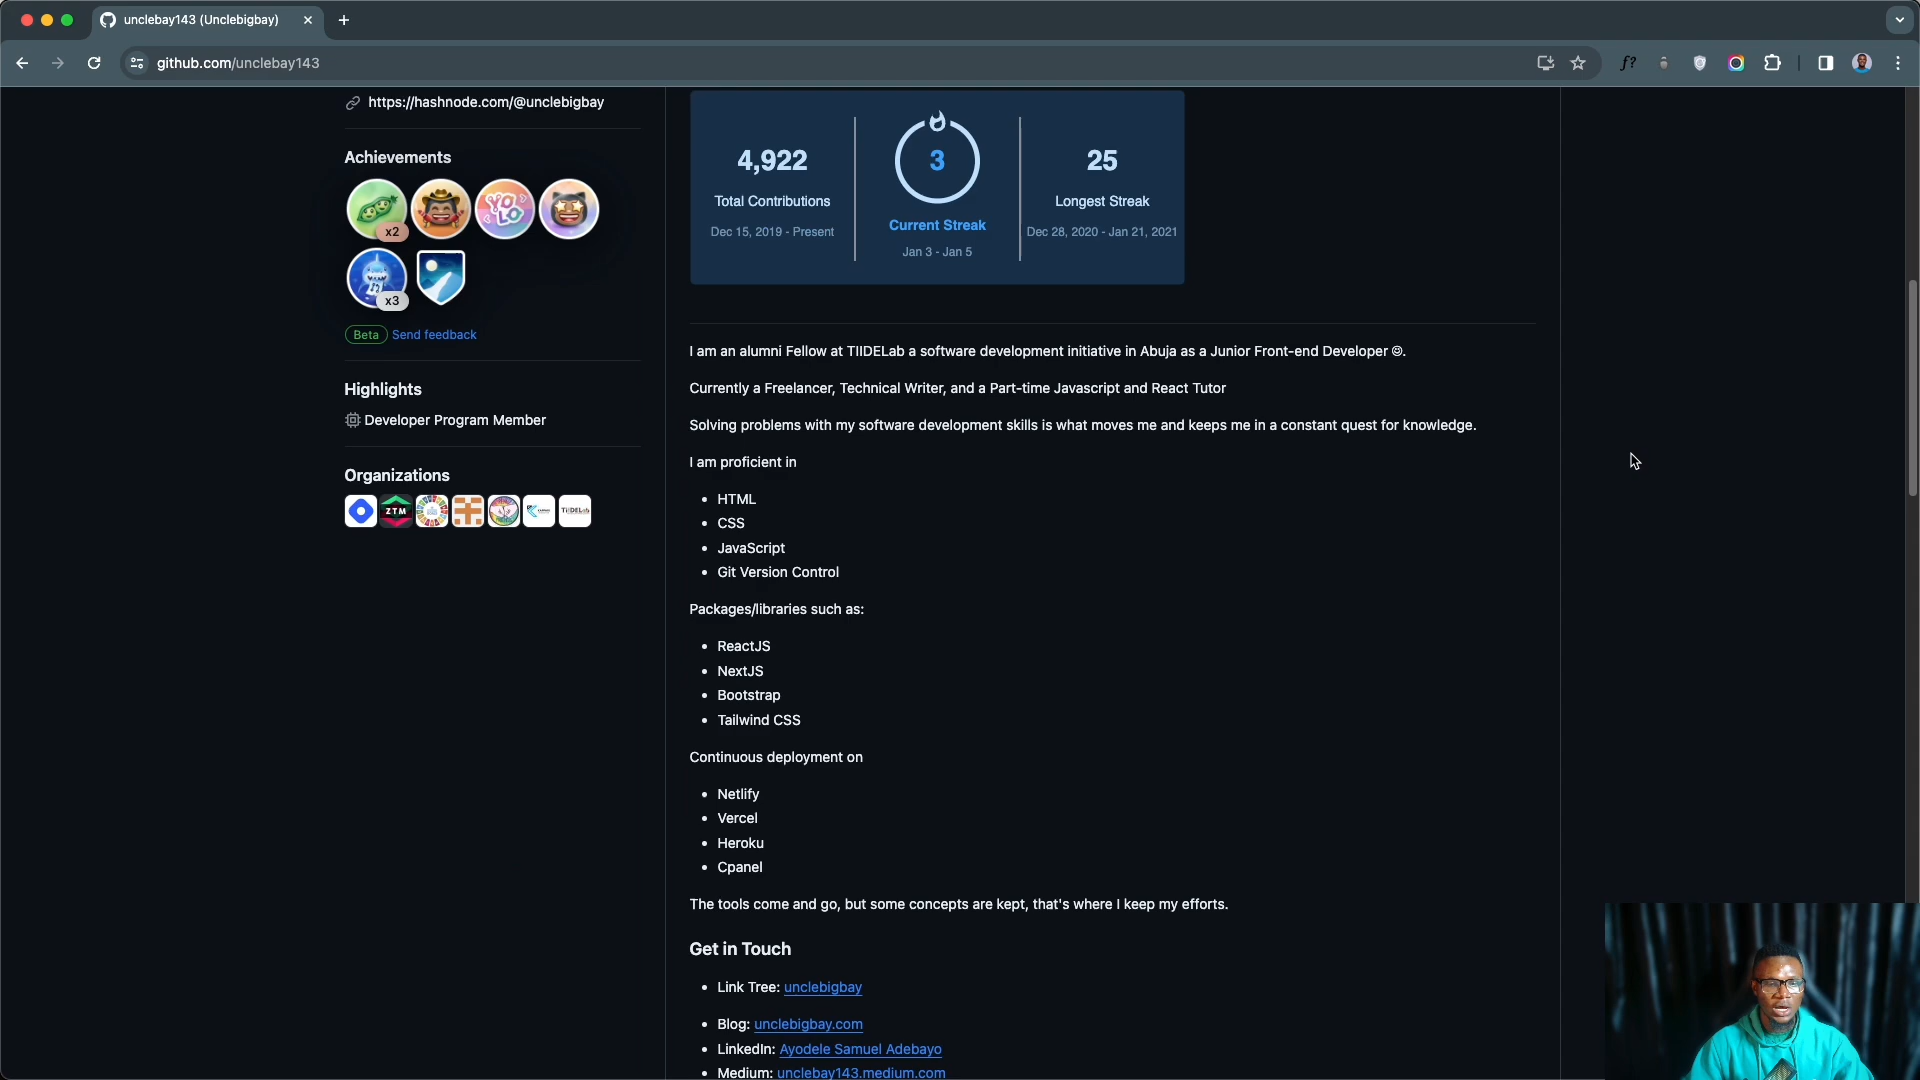 unclebay143 (Unclebigbay)
github.com/unclebay143
https://hashnode.com/@unclebigbay
Achievements
x2
YOLO
x3
Beta Send feedback
Highlights
Developer Program Member
Organizations
ZTM
TIIDELab
4,922
Total Contributions
Dec 15, 2019 - Present
3
Current Streak
Jan 3 - Jan 5
25
Longest Streak
Dec 28, 2020 - Jan 21, 2021
I am an alumni Fellow at TIIDELab a software development initiative in Abuja as a Junior Front-end Developer
Currently a Freelancer, Technical Writer, and a Part-time Javascript and React Tutor
Solving problems with my software development skills is what moves me and keeps me in a constant quest for knowledge.
I am proficient in
• HTML
• CSS
• JavaScript
• Git Version Control
Packages/libraries such as:
• ReactJS
• NextJS
• Bootstrap
• Tailwind CSS
Continuous deployment on
• Netlify
• Vercel
• Heroku
• Cpanel
The tools come and go, but some concepts are kept, that's where I keep my efforts.
Get in Touch
• Link Tree: unclebigbay
• Blog: unclebigbay.com
• LinkedIn: Ayodele Samuel Adebayo
• Medium: unclebay143.medium.com